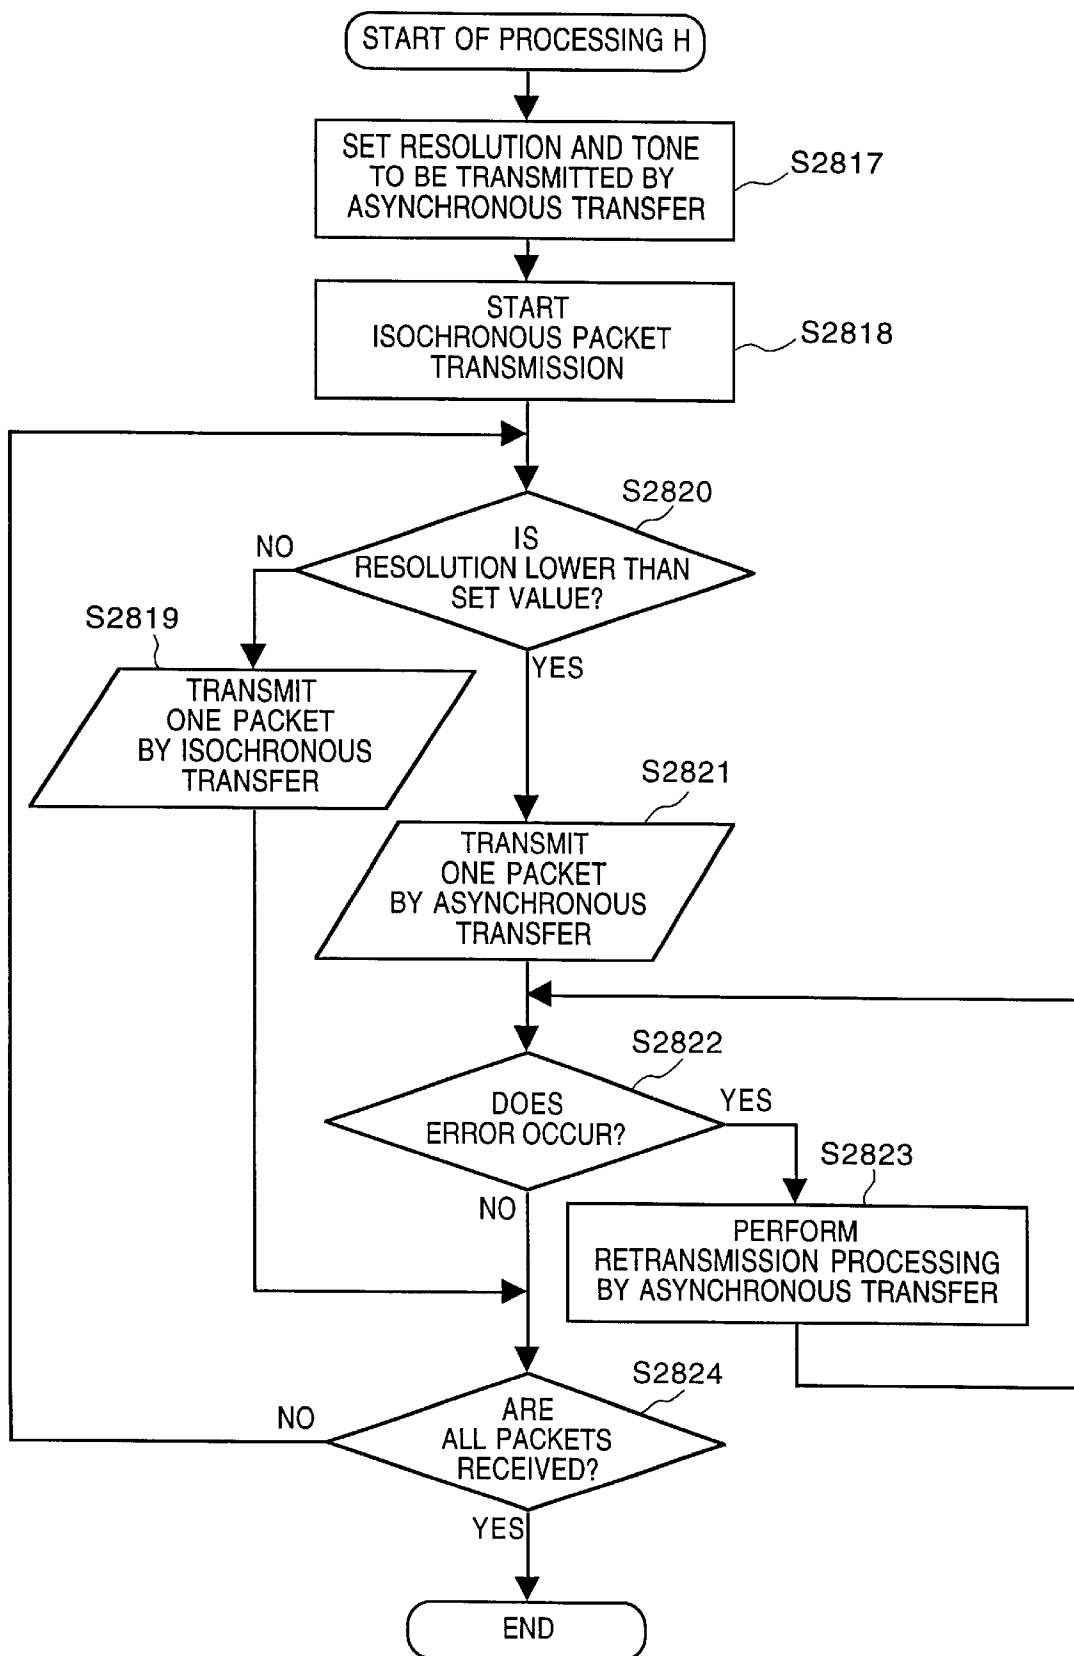 START OF PROCESSING H
SET RESOLUTION AND TONE
TO BE TRANSMITTED BY
ASYNCHRONOUS TRANSFER
S2817
START
ISOCHRONOUS PACKET
TRANSMISSION
S2818
S2820
IS
RESOLUTION LOWER THAN
SET VALUE?
NO
YES
S2819
TRANSMIT
ONE PACKET
BY ISOCHRONOUS
TRANSFER
S2821
TRANSMIT
ONE PACKET
BY ASYNCHRONOUS
TRANSFER
S2822
DOES
ERROR OCCUR?
YES
NO
S2823
PERFORM
RETRANSMISSION PROCESSING
BY ASYNCHRONOUS TRANSFER
S2824
ARE
ALL PACKETS
RECEIVED?
NO
YES
END